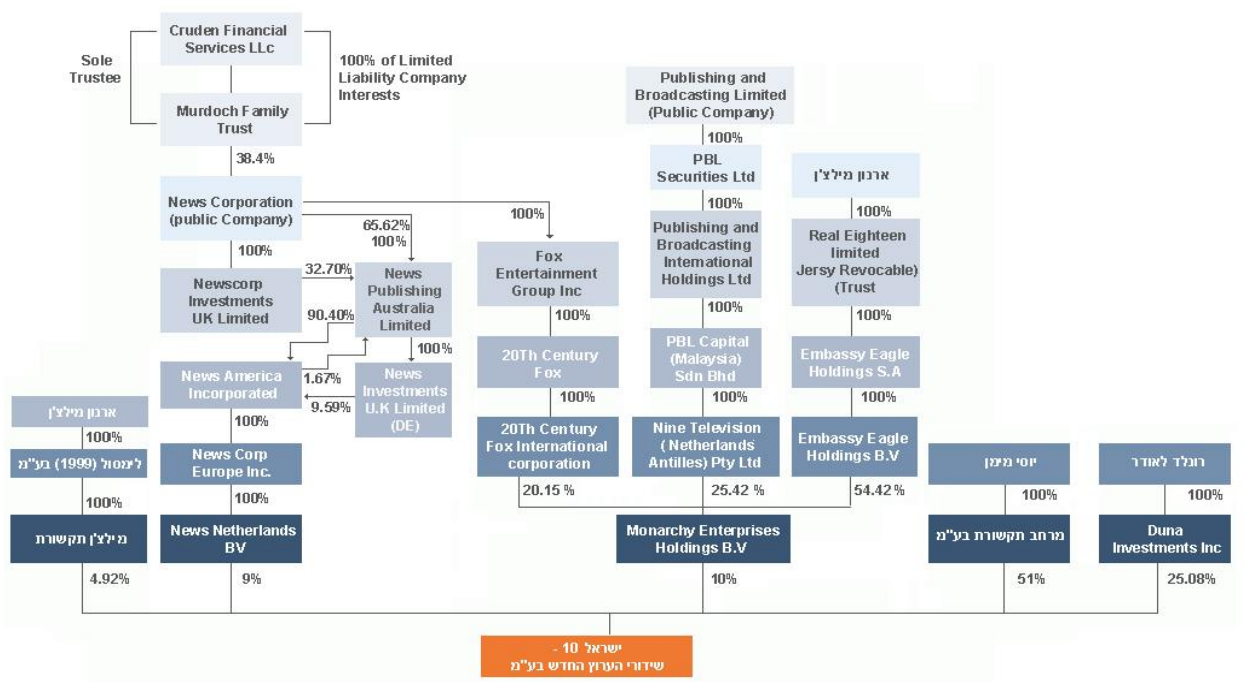 Cruden Financial
Services LLc
Sole
Trustee
100% of Limited
Liability Company
Interests
Murdoch Family
Trust
38.4%
News Corporation
(public Company)
100%
65.62%
100%
100%
Newscorp
Investments
UK Limited
32.70%
90.40%
News
Publishing
Australia
Limited
100%
News America
Incorporated
1.67%
9.59%
News
Investments
U.K Limited
(DE)
100%
News Corp
Europe Inc.
100%
News Netherlands
BV
9%
ארנון מילצ'ן
100%
לימסול (1999) בע"מ
100%
מילצ'ן תקשורת
4.92%
Fox
Entertainment
Group Inc
100%
20Th Century
Fox
100%
20Th Century
Fox International
corporation
20.15 %
Publishing and
Broadcasting Limited
(Public Company)
100%
PBL
Securities Ltd
100%
Publishing and
Broadcasting
International
Holdings Ltd
100%
PBL Capital
(Malaysia)
Sdn Bhd
100%
Nine Television
( Netherlands
Antilles) Pty Ltd
25.42 %
ארנון מילצ'ן
100%
Real Eighteen
limited
Jersy Revocable)
(Trust
100%
Embassy Eagle
Holdings S.A
100%
Embassy Eagle
Holdings B.V
54.42 %
Monarchy Enterprises
Holdings B.V
10%
יוסי מימן
100%
מרחב תקשורת בע"מ
51%
רונלד לאודר
100%
Duna
Investments Inc
25.08%
ישראל 10 -
שידורי הערוץ החדש בע"מ